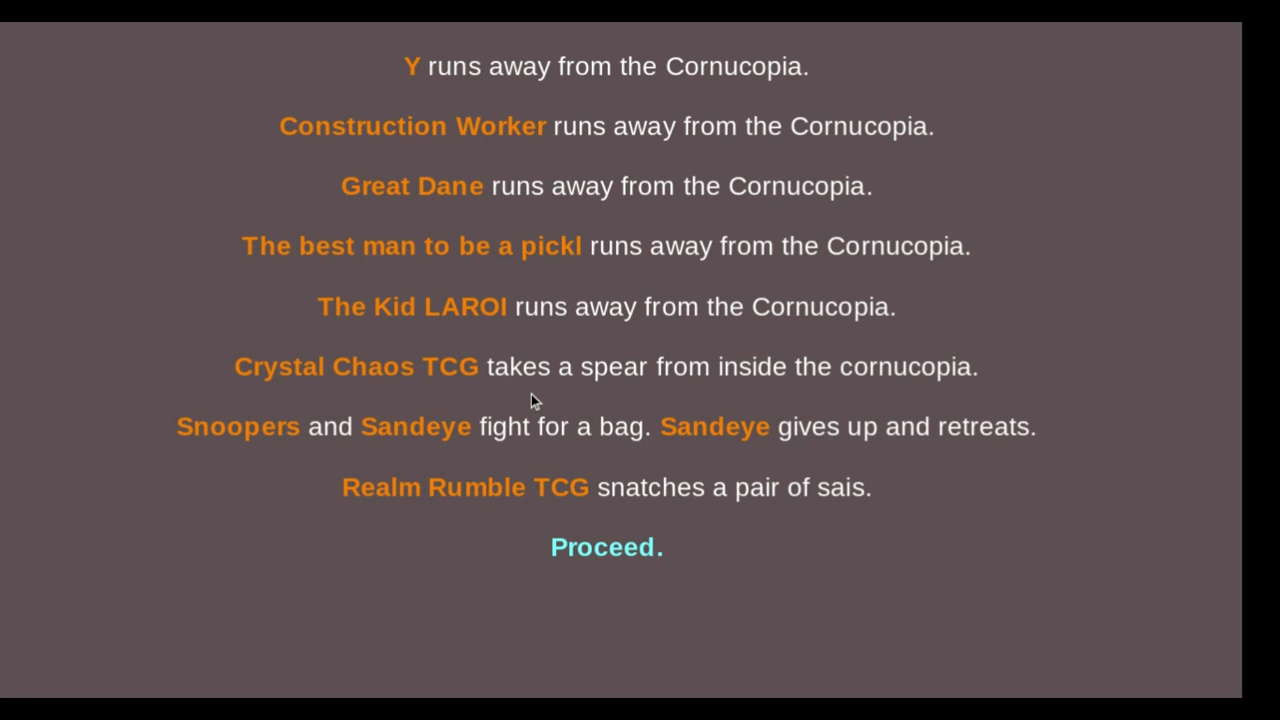 Y runs away from the Cornucopia.
Construction Worker runs away from the Cornucopia.
Great Dane runs away from the Cornucopia.
The best man to be a pickl runs away from the Cornucopia.
The Kid LAROI runs away from the Cornucopia.
Crystal Chaos TCG takes a spear from inside the cornucopia.
Snoopers and Sandeye fight for a bag. Sandeye gives up and retreats.
Realm Rumble TCG snatches a pair of sais.
Proceed.